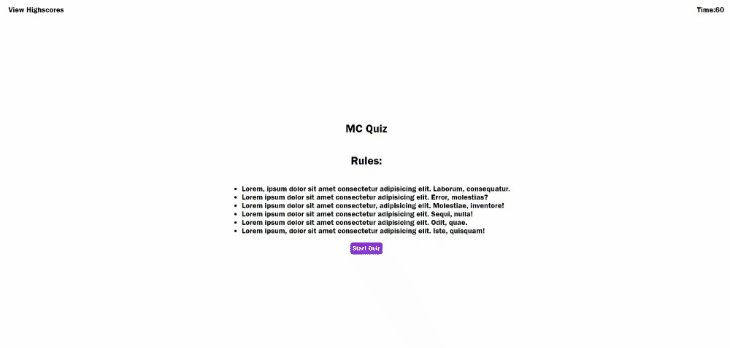 View Highscores
Time:60
MC Quiz
Rules:
Lorem, ipsum dolor sit amet consectetur adipisicing elit. Laborum, consequatur.
Lorem ipsum dolor sit amet consectetur adipisicing elit. Error, molestias?
Lorem ipsum dolor sit amet consectetur, adipisicing elit. Molestiae, inventore!
Lorem ipsum dolor sit amet consectetur adipisicing elit. Sequi, nulla!
Lorem ipsum dolor sit amet consectetur adipisicing elit. Odit, quae.
Lorem ipsum, dolor sit amet consectetur adipisicing elit. Iste, quisquam!
Start Quiz